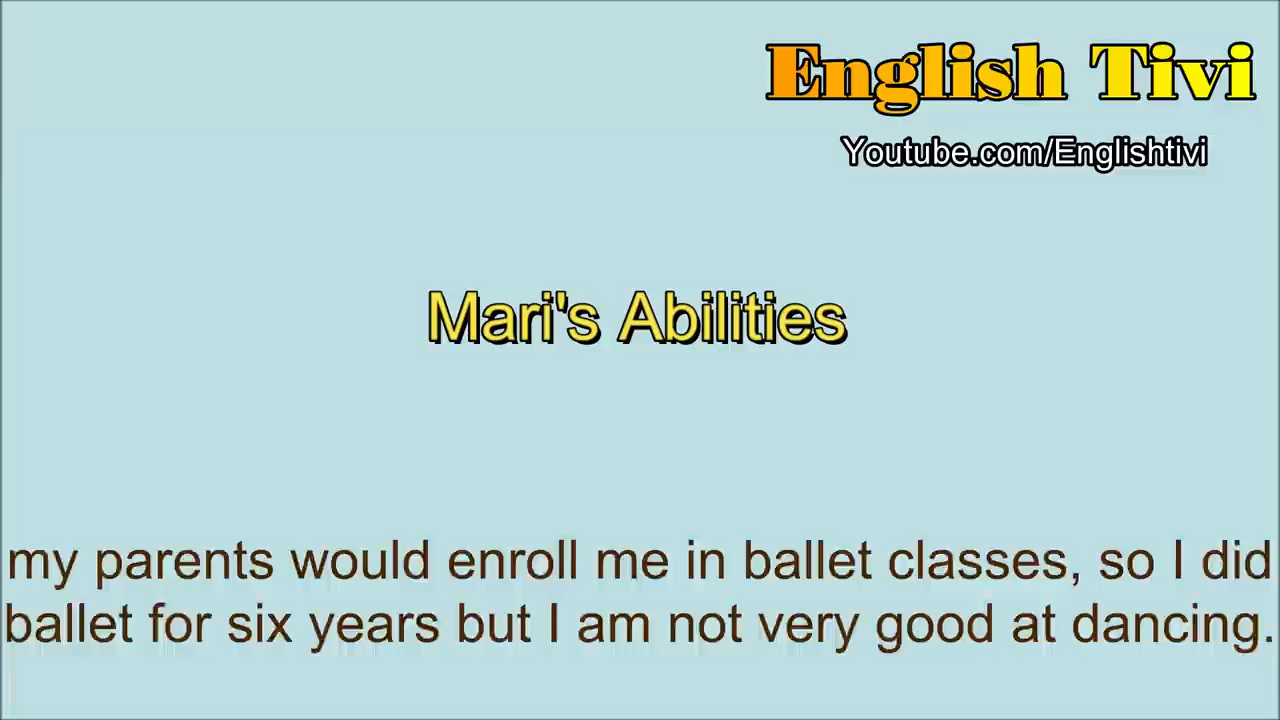 English Tivi
Youtube.com/Englishtivi
Mari's Abilities
my parents would enroll me in ballet classes, so I did
ballet for six years but I am not very good at dancing.